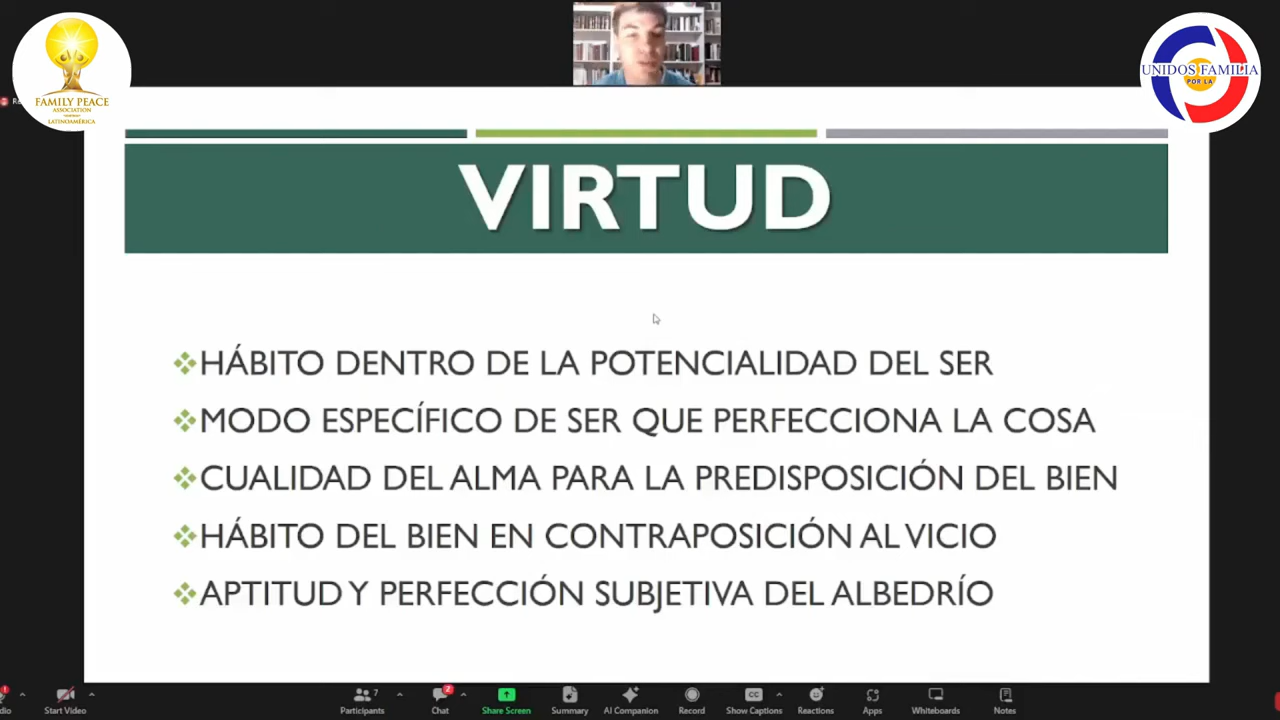 FAMILY PEACE
ASSOCIATION
LATINOAMÉRICA
UNIDOS FAMILIA
POR LA
VIRTUD
HÁBITO DENTRO DE LA POTENCIALIDAD DEL SER
MODO ESPECÍFICO DE SER QUE PERFECCIONA LA COSA
CUALIDAD DEL ALMA PARA LA PREDISPOSICIÓN DEL BIEN
HÁBITO DEL BIEN EN CONTRAPOSICIÓN AL VICIO
APTITUD Y PERFECCIÓN SUBJETIVA DEL ALBEDRÍO
Start Video
Participants 7
Chat 2
Share Screen
Summary
AI Companion
Record
CC Show Captions
Reactions
Apps
Whiteboards
Notes